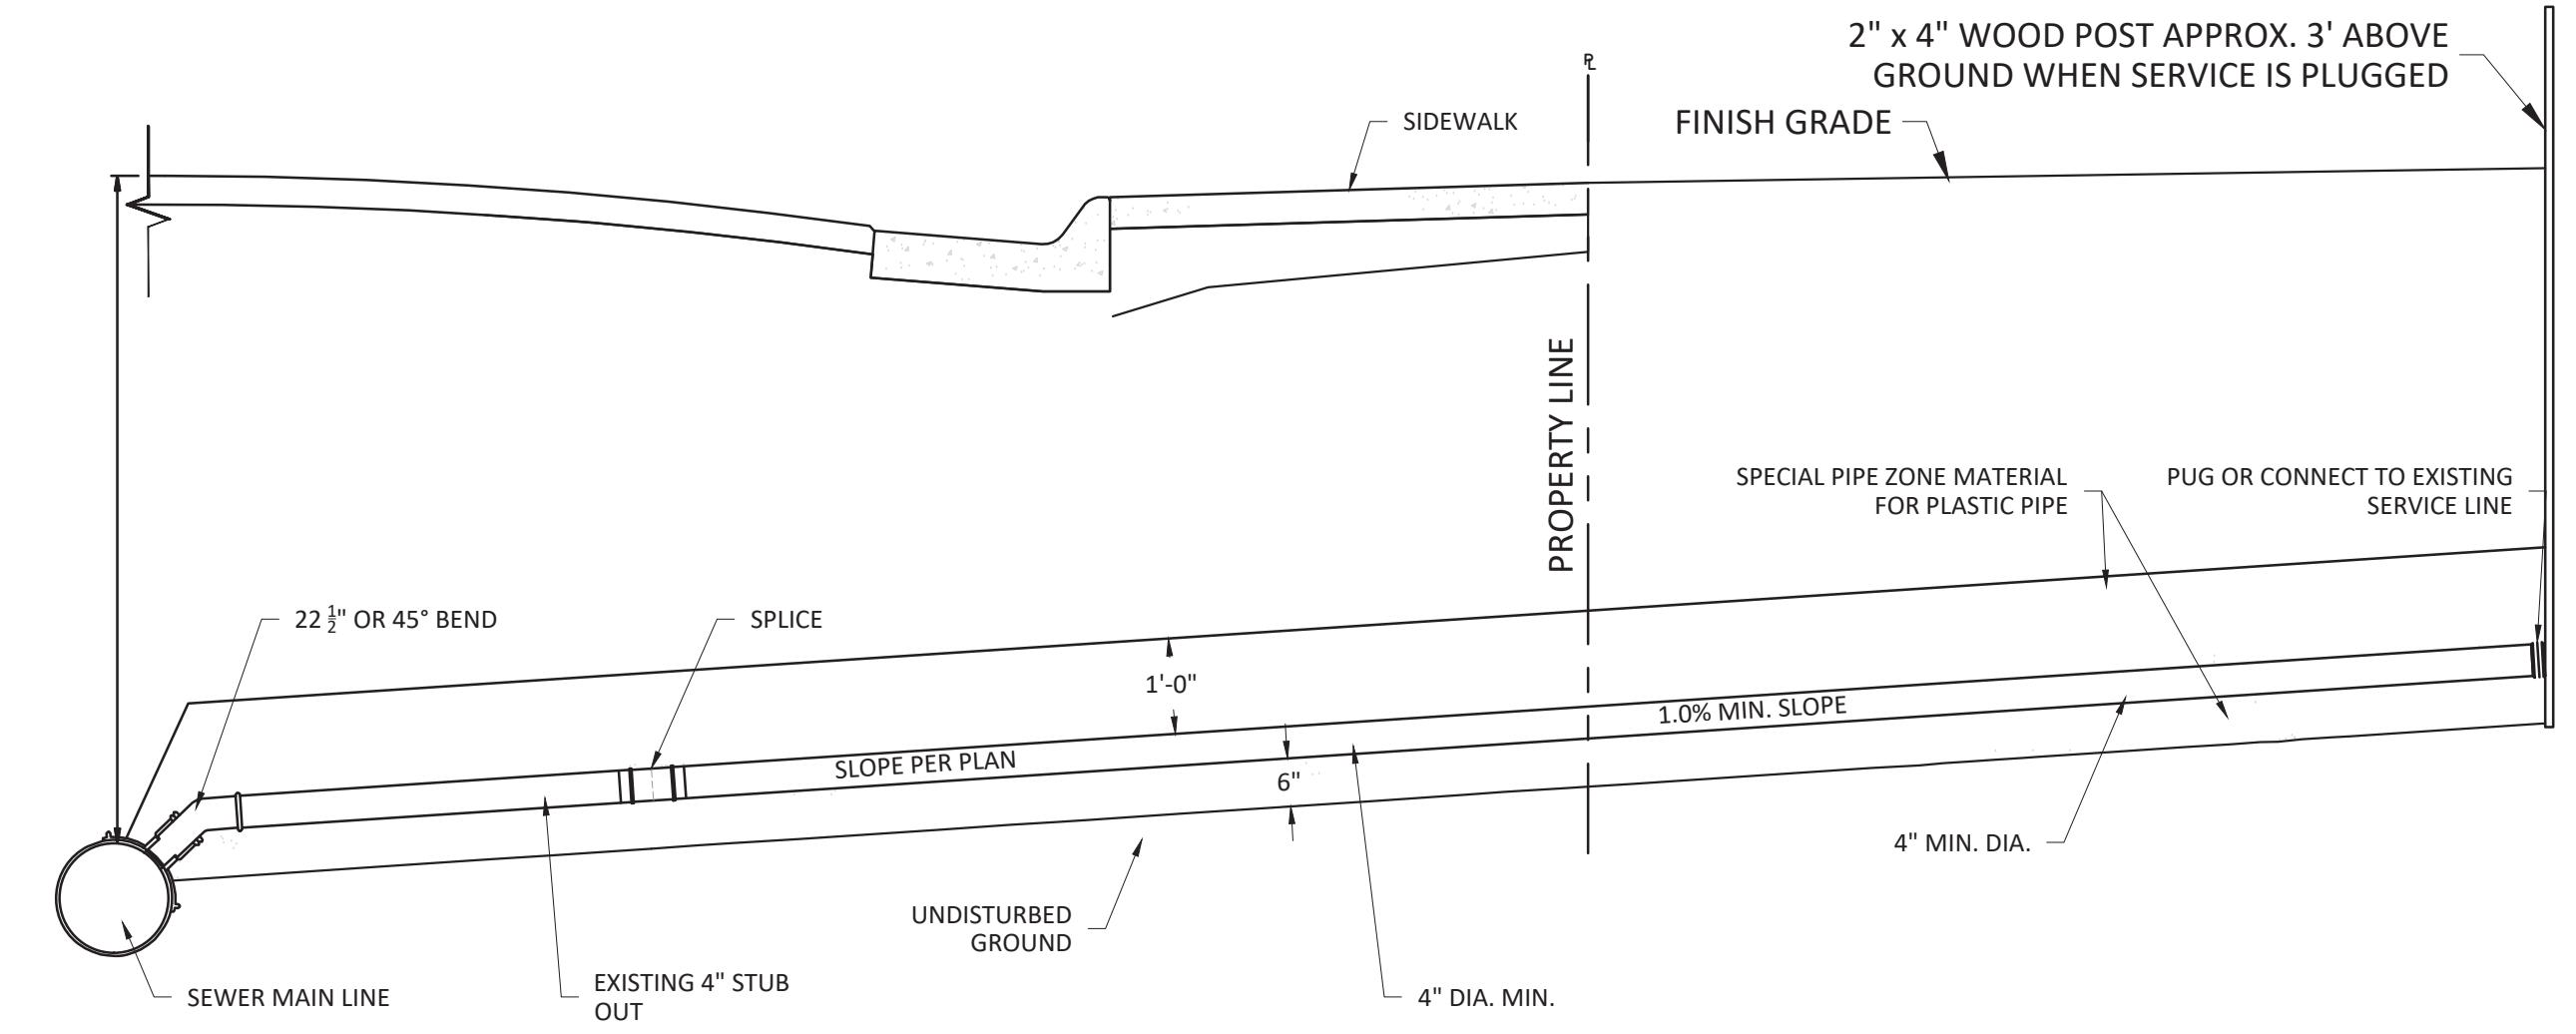 2" x 4" WOOD POST APPROX. 3' ABOVE
GROUND WHEN SERVICE IS PLUGGED
PL
SIDEWALK
FINISH GRADE
PROPERTY LINE
SPECIAL PIPE ZONE MATERIAL
FOR PLASTIC PIPE
PUG OR CONNECT TO EXISTING
SERVICE LINE
22 1/2" OR 45° BEND
SPLICE
1'-0"
1.0% MIN. SLOPE
SLOPE PER PLAN
6"
4" MIN. DIA.
UNDISTURBED
GROUND
SEWER MAIN LINE
EXISTING 4" STUB
OUT
4" DIA. MIN.